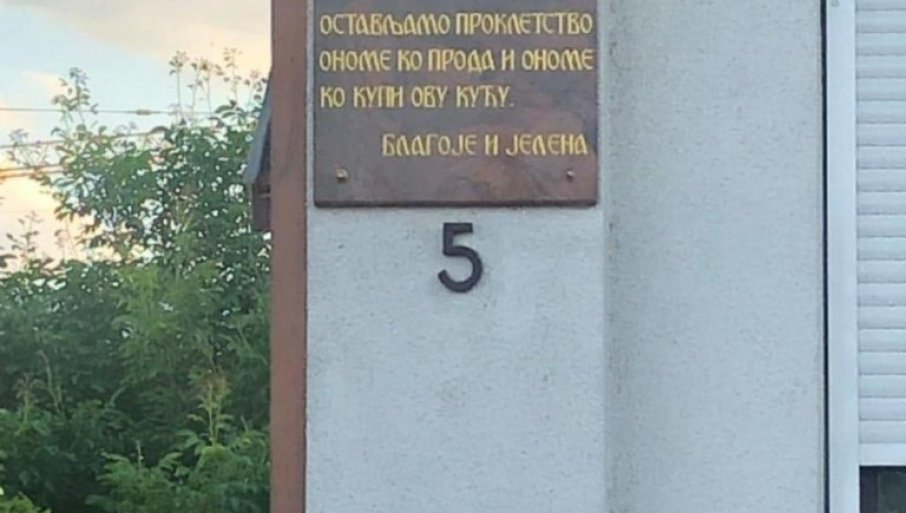 ОСТАВЉАМО ПРОКЛЕТСТВО
ОНОМЕ КО ПРОДА И ОНОМЕ
КО КУПИ ОВУ КУЋУ.
БЛАГОЈЕ И ЈЕЛЕНА
5